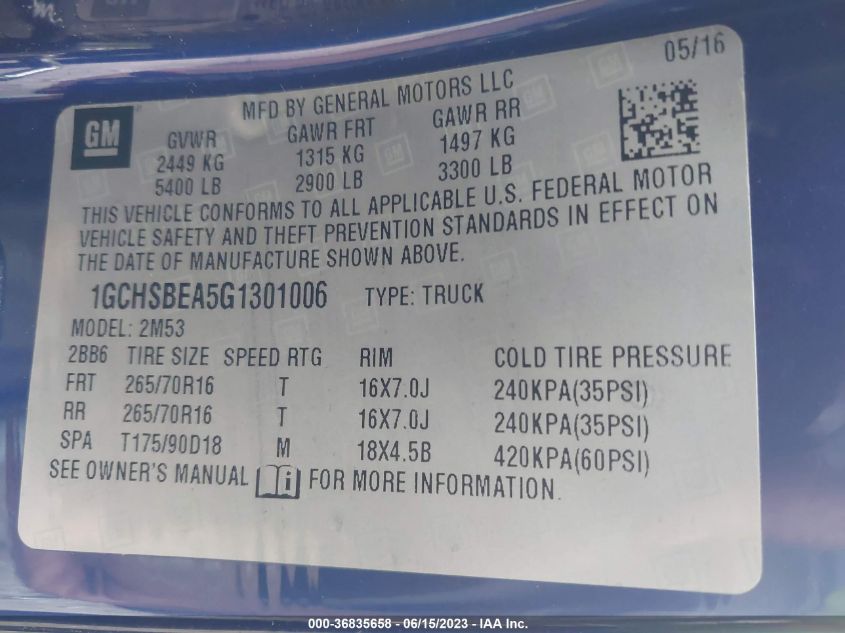 05/16
MFD BY GENERAL MOTORS LLC
GM
GVWR GAWR FRT GAWR RR
2449 KG 1315 KG 1497 KG
5400 LB 2900 LB 3300 LB
THIS VEHICLE CONFORMS TO ALL APPLICABLE U.S. FEDERAL MOTOR
VEHICLE SAFETY AND THEFT PREVENTION STANDARDS IN EFFECT ON
THE DATE OF MANUFACTURE SHOWN ABOVE.
1GCHSBEA5G1301006 TYPE: TRUCK
MODEL: 2M53
2BB6 TIRE SIZE SPEED RTG RIM COLD TIRE PRESSURE
FRT 265/70R16 T 16X7.0J 240KPA(35PSI)
RR 265/70R16 T 16X7.0J 240KPA(35PSI)
SPA T175/90D18 M 18X4.5B 420KPA(60PSI)
SEE OWNER'S MANUAL i FOR MORE INFORMATION.
000-36835658 - 06/15/2023 - IAA Inc.